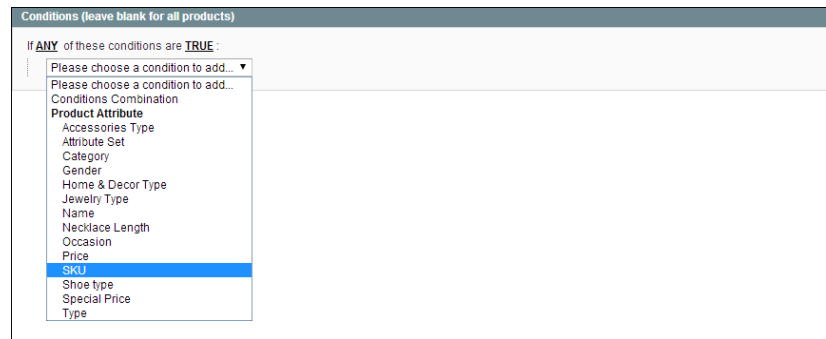 Conditions (leave blank for all products)
If ANY of these conditions are TRUE :
Please choose a condition to add...
Please choose a condition to add...
Conditions Combination
Product Attribute
Accessories Type
Attribute Set
Category
Gender
Home & Decor Type
Jewelry Type
Name
Necklace Length
Occasion
Price
SKU
Shoe type
Special Price
Type